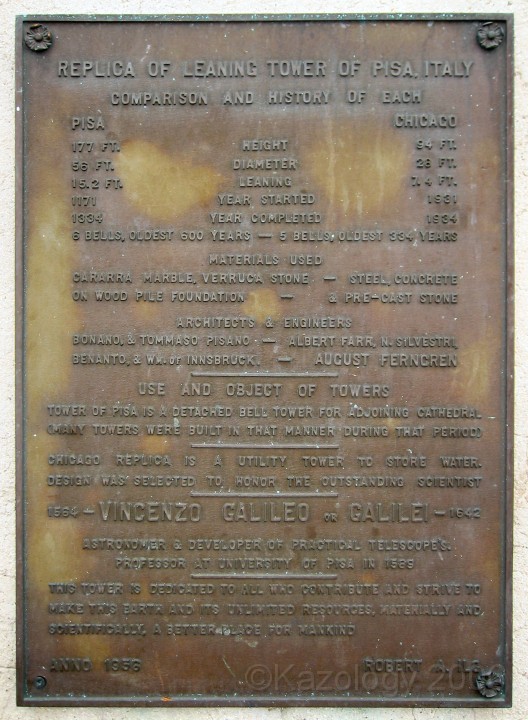 REPLICA OF LEANING TOWER OF PISA, ITALY
COMPARISON AND HISTORY OF EACH
PISA CHICAGO
177 FT. HEIGHT 94 FT.
56 FT. DIAMETER 28 FT.
15.2 FT. LEANING 7.4 FT.
1171 YEAR STARTED 1931
1334 YEAR COMPLETED 1934
6 BELLS, OLDEST 600 YEARS — 5 BELLS, OLDEST 334 YEARS
MATERIALS USED
CARARRA MARBLE, VERRUCA STONE — STEEL, CONCRETE
ON WOOD PILE FOUNDATION — & PRE-CAST STONE
ARCHITECTS & ENGINEERS
BONANO, & TOMMASO PISANO — ALBERT FARR, N. SILVESTRI,
BENANTO, & WM. OF INNSBRUCK. — AUGUST FERNGREN
USE AND OBJECT OF TOWERS
TOWER OF PISA IS A DETACHED BELL TOWER FOR ADJOINING CATHEDRAL
(MANY TOWERS WERE BUILT IN THAT MANNER DURING THAT PERIOD)
CHICAGO REPLICA IS A UTILITY TOWER TO STORE WATER.
DESIGN WAS SELECTED TO HONOR THE OUTSTANDING SCIENTIST
1564 — VINCENZO GALILEO OR GALILEI — 1642
ASTRONOMER & DEVELOPER OF PRACTICAL TELESCOPES.
PROFESSOR AT UNIVERSITY OF PISA IN 1589
THIS TOWER IS DEDICATED TO ALL WHO CONTRIBUTE AND STRIVE TO
MAKE THIS EARTH AND ITS UNLIMITED RESOURCES, MATERIALLY AND
SCIENTIFICALLY, A BETTER PLACE FOR MANKIND
ANNO 1956 ROBERT A. ILG
©Kazology